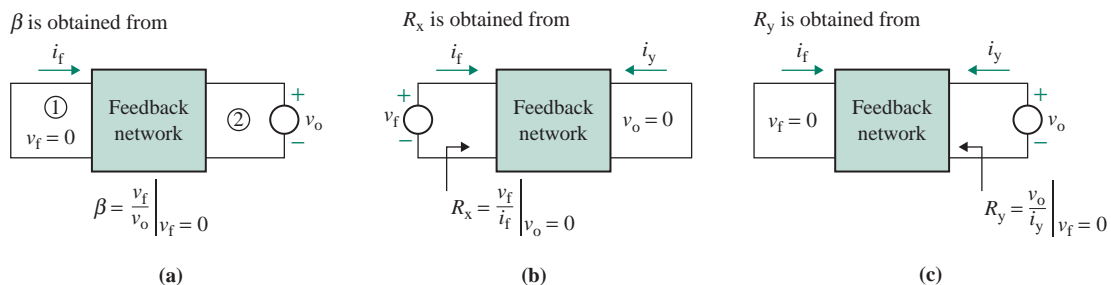 β is obtained from
i_f
① v_f = 0
Feedback network
②
+
−
v_o
β = v_f / v_o | v_f = 0
(a)
R_x is obtained from
i_f
i_y
+
−
v_f
Feedback network
v_o = 0
R_x = v_f / i_f | v_o = 0
(b)
R_y is obtained from
i_f
i_y
v_f = 0
Feedback network
+
−
v_o
R_y = v_o / i_y | v_f = 0
(c)